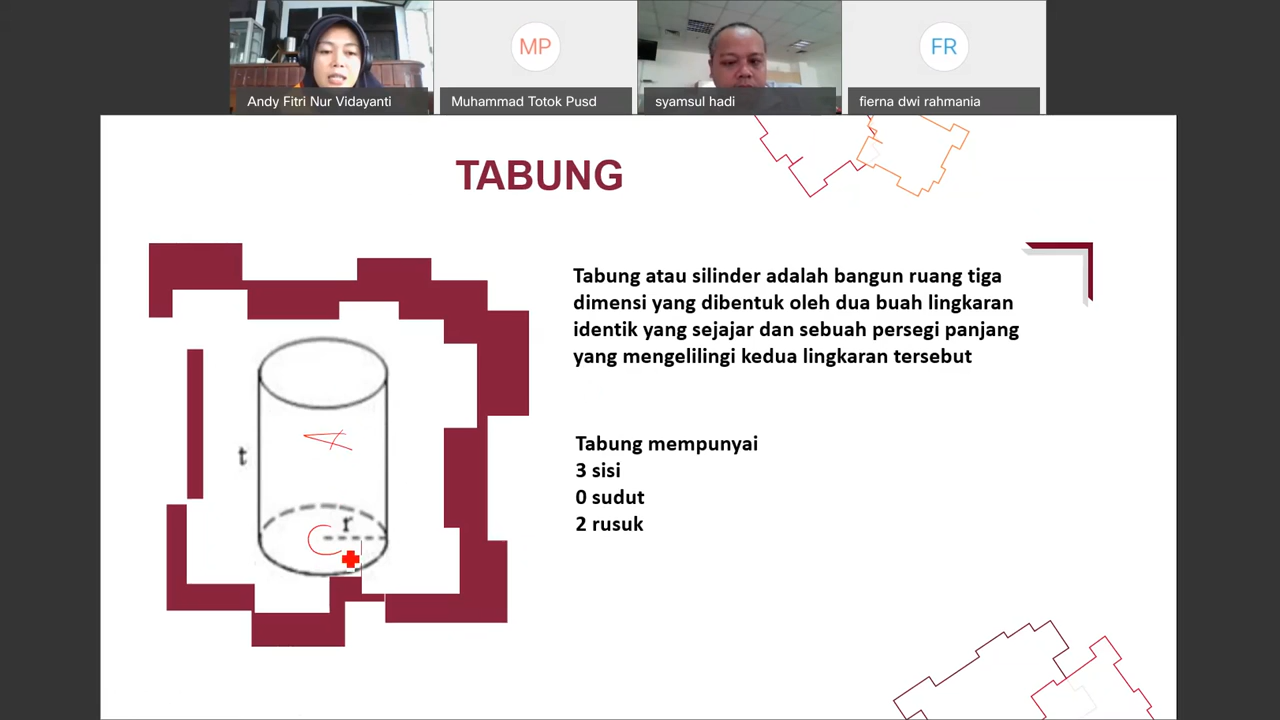 MP
FR
Andy Fitri Nur Vidayanti
Muhammad Totok Pusd
syamsul hadi
fierna dwi rahmania
TABUNG
Tabung atau silinder adalah bangun ruang tiga
dimensi yang dibentuk oleh dua buah lingkaran
identik yang sejajar dan sebuah persegi panjang
yang mengelilingi kedua lingkaran tersebut
A
t
r
C
Tabung mempunyai
3 sisi
0 sudut
2 rusuk